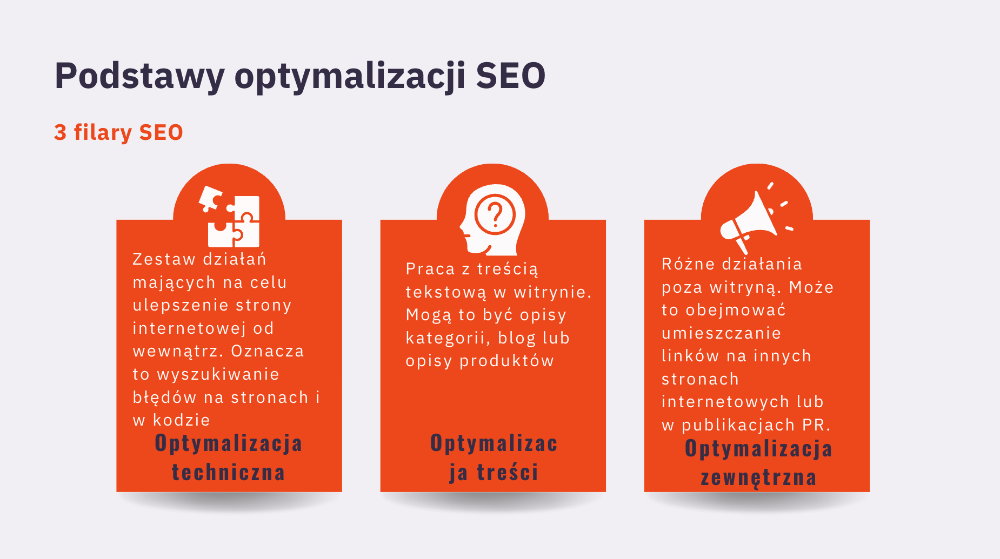 Podstawy optymalizacji SEO
3 filary SEO
Zestaw działań
mających na celu
ulepszenie strony
internetowej od
wewnątrz. Oznacza
to wyszukiwanie
błędów na stronach i
w kodzie
Optymalizacja
techniczna
Praca z treścią
tekstową w witrynie.
Mogą to być opisy
kategorii, blog lub
opisy produktów
Optymalizac
ja treści
Różne działania
poza witryną. Może
to obejmować
umieszczanie
linków na innych
stronach
internetowych lub
w publikacjach PR.
Optymalizacja
zewnętrzna